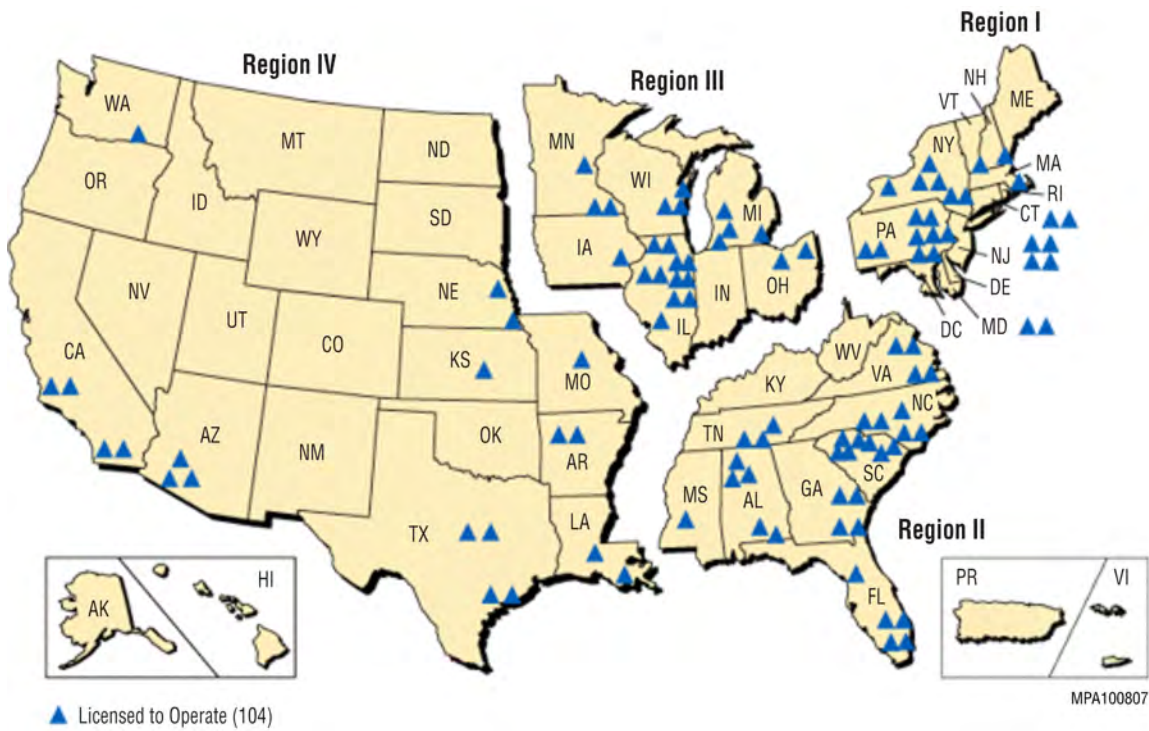 Region I
Region IV
Region III
NH
WA
VT
ME
MT
ND
MN
NY
MA
OR
WI
RI
ID
SD
MI
CT
PA
WY
IA
NJ
NE
IN
OH
DE
NV
UT
IL
DC
MD
CA
CO
KS
MO
WV
VA
KY
NC
AZ
NM
OK
TN
AR
SC
MS
AL
GA
TX
LA
Region II
HI
PR
VI
AK
FL
MPA100807
Licensed to Operate (104)